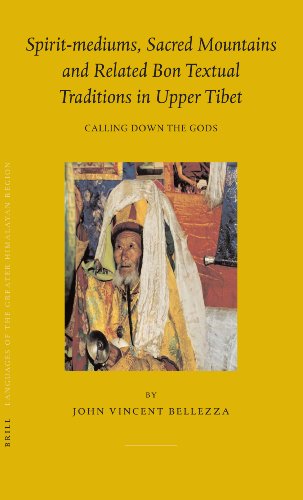 Spirit-mediums, Sacred Mountains
and Related Bon Textual
Traditions in Upper Tibet
CALLING DOWN THE GODS
BY
JOHN VINCENT BELLEZZA
BRILL LANGUAGES OF THE GREATER HIMALAYAN REGION